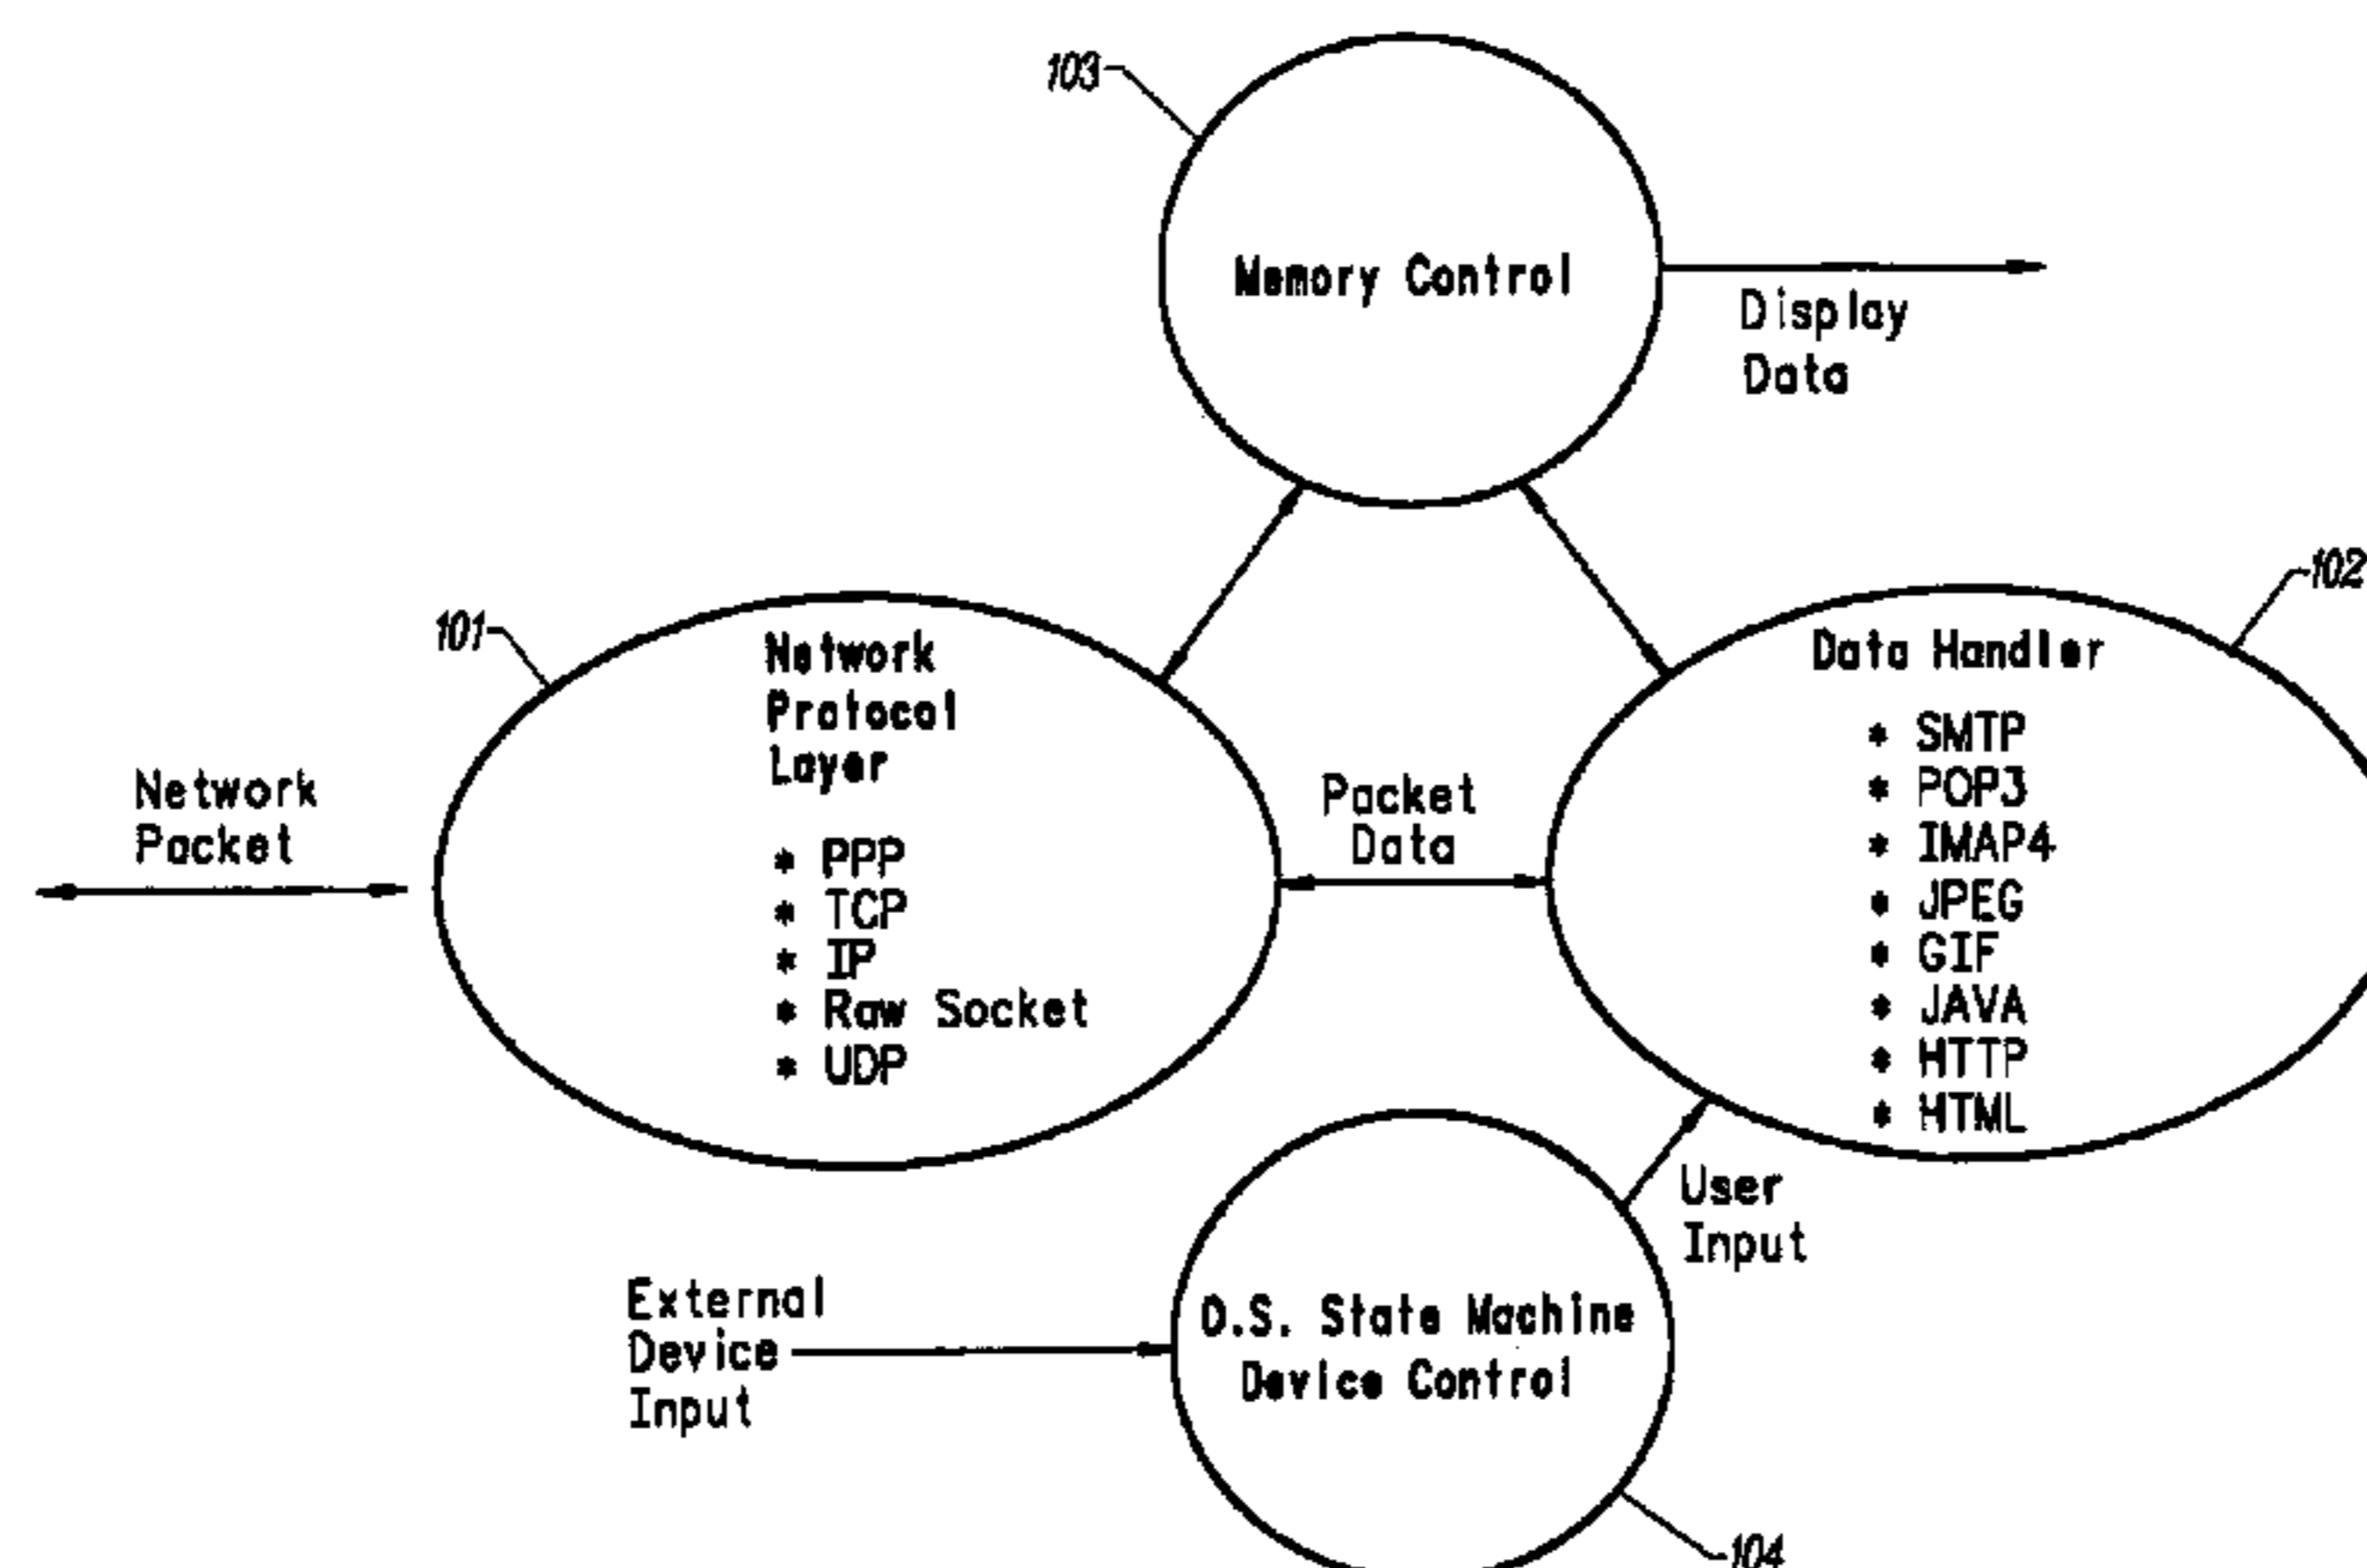 103
Memory Control
Display
Data
102
101
Network
Protocol
Layer
* PPP
* TCP
* IP
* Raw Socket
* UDP
Network
Packet
Packet
Data
Data Handler
* SMTP
* POP3
* IMAP4
* JPEG
* GIF
* JAVA
* HTTP
* HTML
User
Input
External
Device
Input
O.S. State Machine
Device Control
104